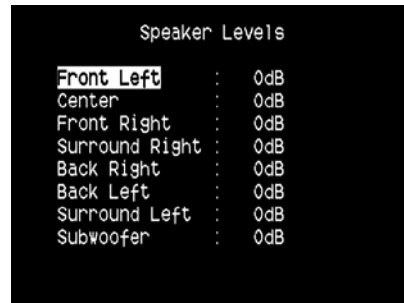 Speaker Levels
Front Left : 0dB
Center : 0dB
Front Right : 0dB
Surround Right : 0dB
Back Right : 0dB
Back Left : 0dB
Surround Left : 0dB
Subwoofer : 0dB